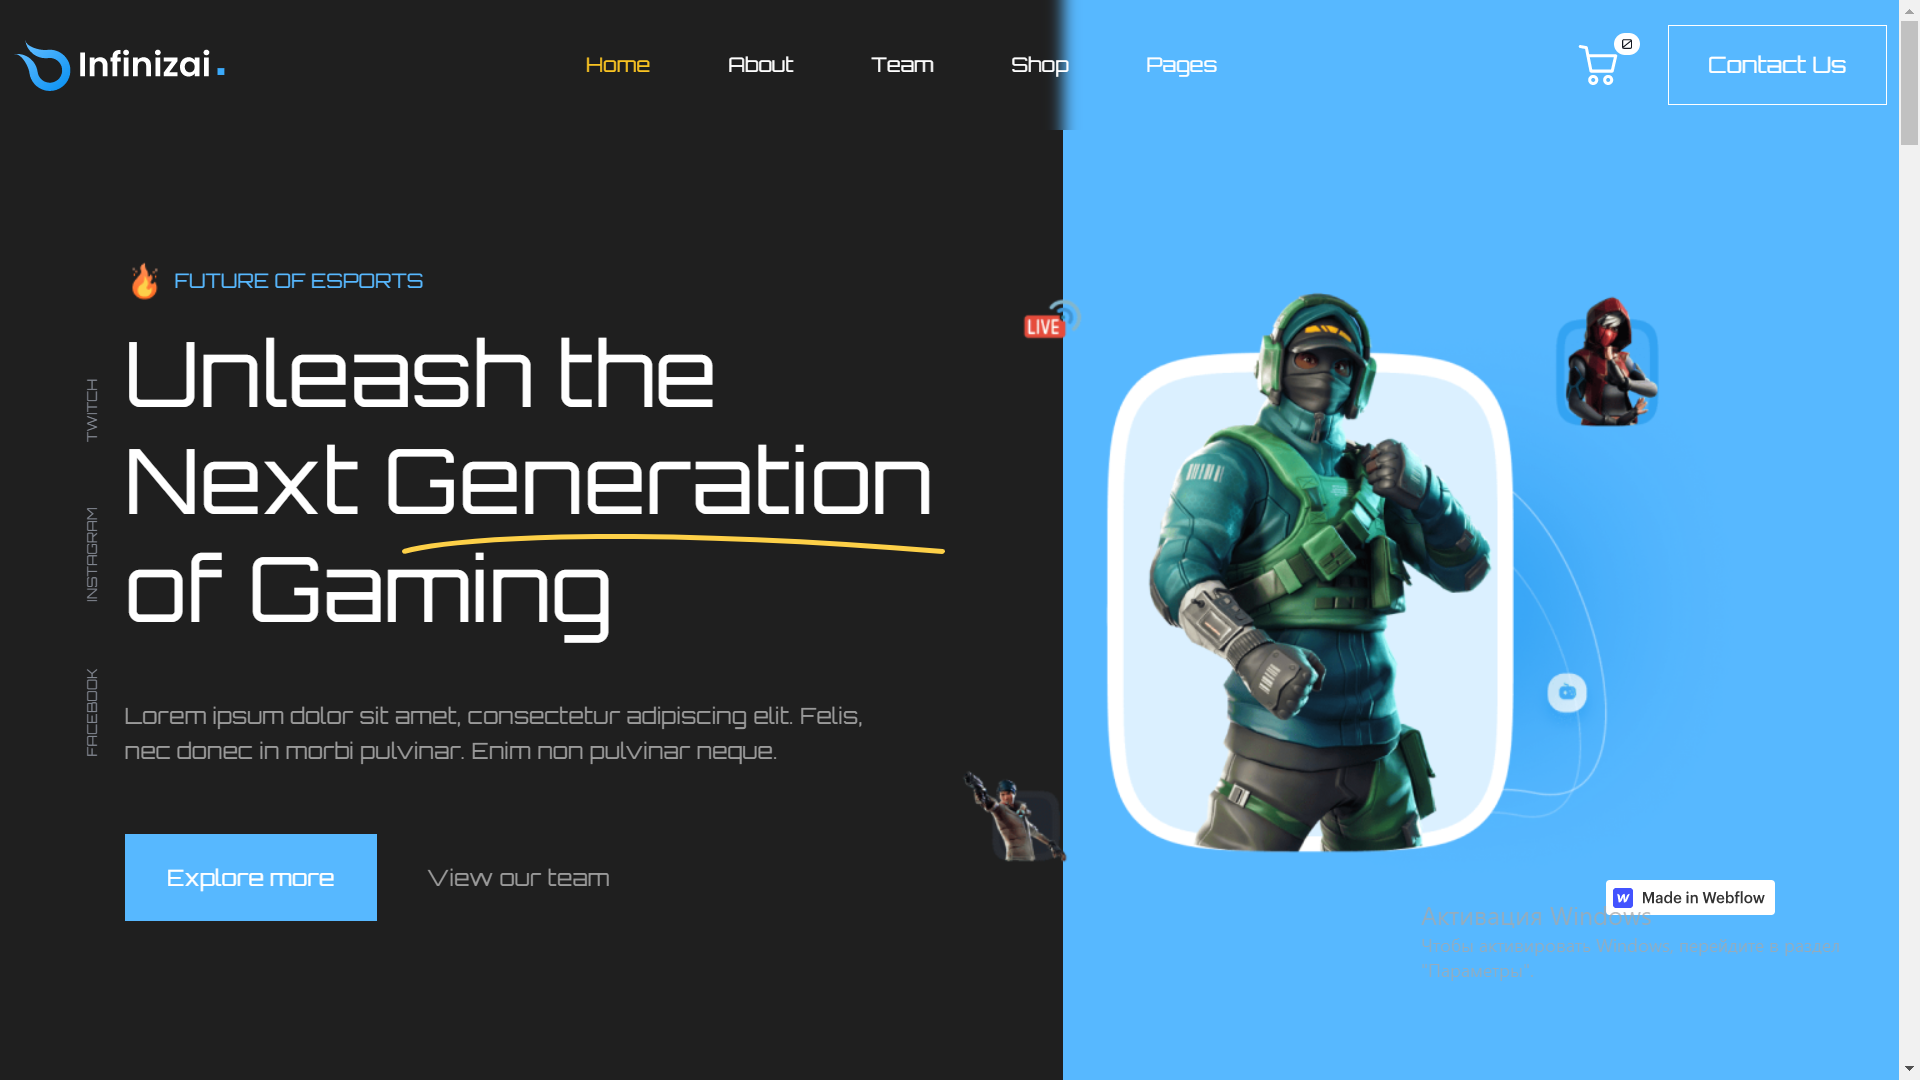 Infinizai.
Home
About
Team
Shop
Pages
0
Contact Us
FUTURE OF ESPORTS
Unleash the
Next Generation
of Gaming
TWITCH
INSTAGRAM
FACEBOOK
LIVE
Lorem ipsum dolor sit amet, consectetur adipiscing elit. Felis,
nec donec in morbi pulvinar. Enim non pulvinar neque.
Explore more
View our team
Made in Webflow
Активация Windows
Чтобы активировать Windows, перейдите в раздел
"Параметры".